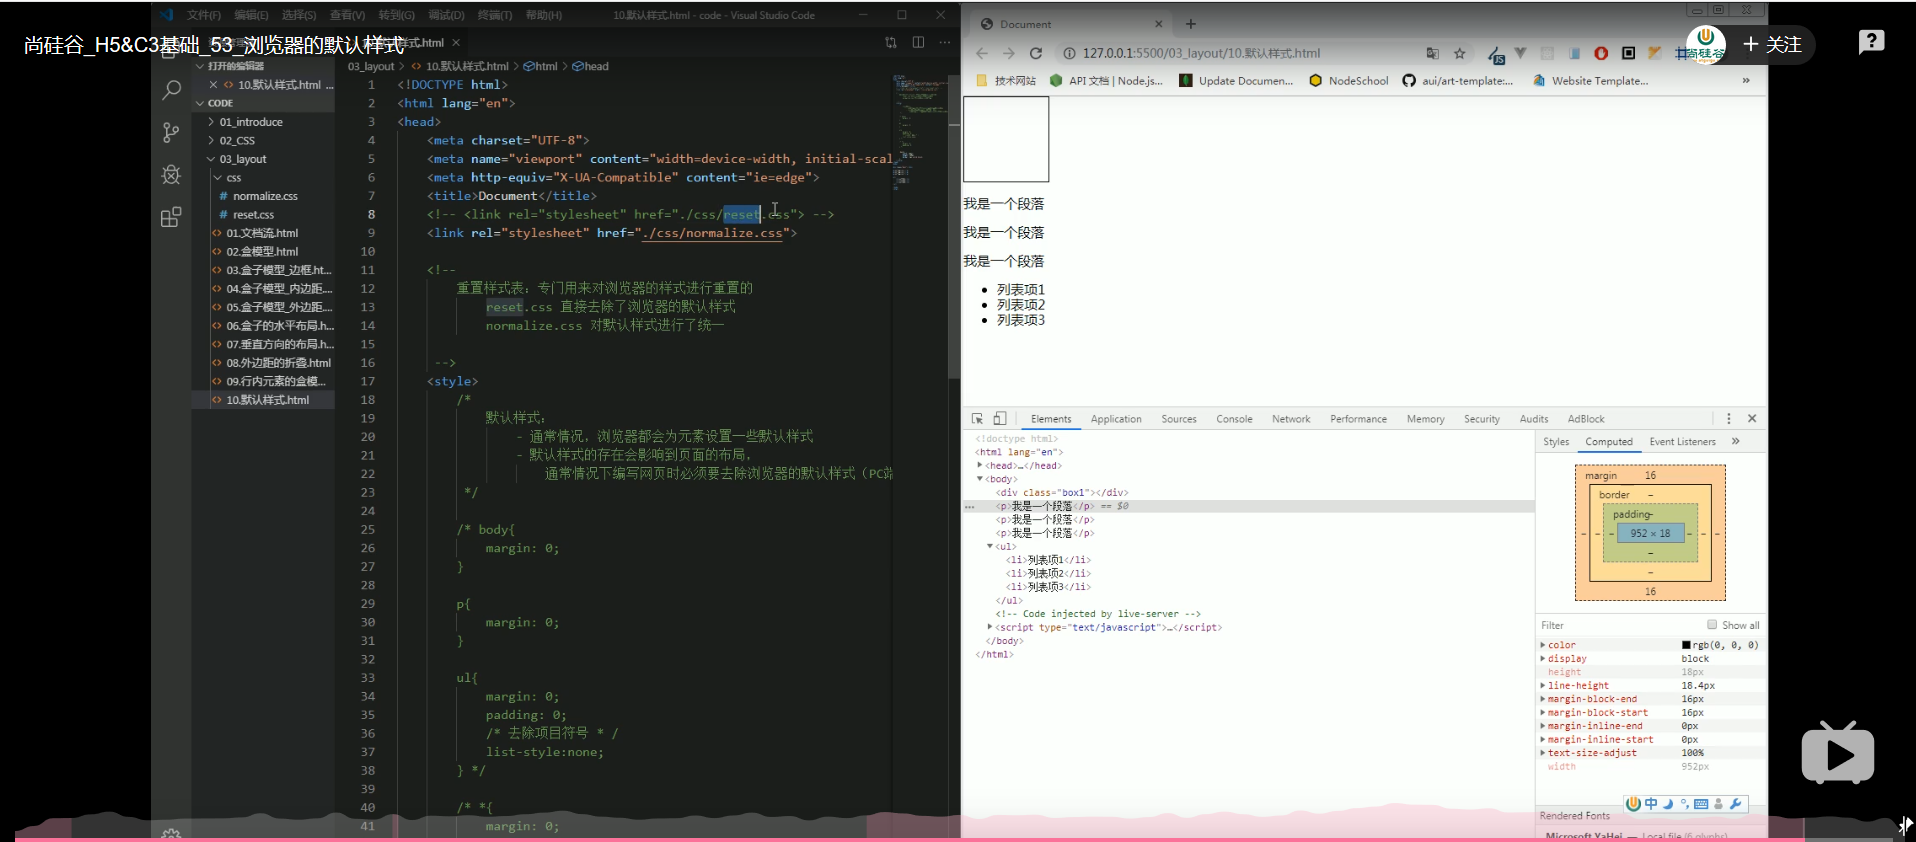 文件(F) 编辑(E) 选择(S) 查看(V) 转到(G) 调试(D) 终端(T) 帮助(H)
10.默认样式.html - code - Visual Studio Code
尚硅谷_H5&C3基础_53_浏览器的默认样式
式.html
打开的编辑器
10.默认样式.html ...
CODE
01_introduce
02_CSS
03_layout
css
# normalize.css
# reset.css
<> 01.文档流.html
<> 02.盒模型.html
<> 03.盒子模型_边框.ht...
<> 04.盒子模型_内边距....
<> 05.盒子模型_外边距....
<> 06.盒子的水平布局.h...
<> 07.垂直方向的布局.h...
<> 08.外边距的折叠.html
<> 09.行内元素的盒模...
<> 10.默认样式.html
03_layout > <> 10.默认样式.html > html > head
1 <!DOCTYPE html>
2 <html lang="en">
3 <head>
4 <meta charset="UTF-8">
5 <meta name="viewport" content="width=device-width, initial-scal
6 <meta http-equiv="X-UA-Compatible" content="ie=edge">
7 <title>Document</title>
8 <!-- <link rel="stylesheet" href="./css/reset.css"> -->
9 <link rel="stylesheet" href="./css/normalize.css">
10
11 <!--
12 重置样式表：专门用来对浏览器的样式进行重置的
13 reset.css 直接去除了浏览器的默认样式
14 normalize.css 对默认样式进行了统一
15
16 -->
17 <style>
18 /*
19 默认样式：
20 - 通常情况，浏览器都会为元素设置一些默认样式
21 - 默认样式的存在会影响到页面的布局，
22 通常情况下编写网页时必须要去除浏览器的默认样式（PC端
23 */
24
25 /* body{
26 margin: 0;
27 }
28
29 p{
30 margin: 0;
31 }
32
33 ul{
34 margin: 0;
35 padding: 0;
36 /* 去除项目符号 * /
37 list-style:none;
38 } */
39
40 /* *{
41 margin: 0;
Document
127.0.0.1:5500/03_layout/10.默认样式.html
尚硅谷
+ 关注
技术网站 API 文档 | Node.js... Update Documen... NodeSchool aui/art-template:... Website Template... »
我是一个段落
我是一个段落
我是一个段落
• 列表项1
• 列表项2
• 列表项3
Elements Application Sources Console Network Performance Memory Security Audits AdBlock
<!doctype html>
<html lang="en">
<head>…</head>
<body>
<div class="box1"></div>
<p>我是一个段落</p> == $0
<p>我是一个段落</p>
<p>我是一个段落</p>
<ul>
<li>列表项1</li>
<li>列表项2</li>
<li>列表项3</li>
</ul>
<!-- Code injected by live-server -->
<script type="text/javascript">…</script>
</body>
</html>
Styles Computed Event Listeners »
margin 16
border -
padding-
- - - 952 × 18 - - -
-
-
16
Filter Show all
color rgb(0, 0, 0)
display block
height 18px
line-height 18.4px
margin-block-end 16px
margin-block-start 16px
margin-inline-end 0px
margin-inline-start 0px
text-size-adjust 100%
width 952px
中
Rendered Fonts
Microsoft YaHei — Local file (6 glyphs)